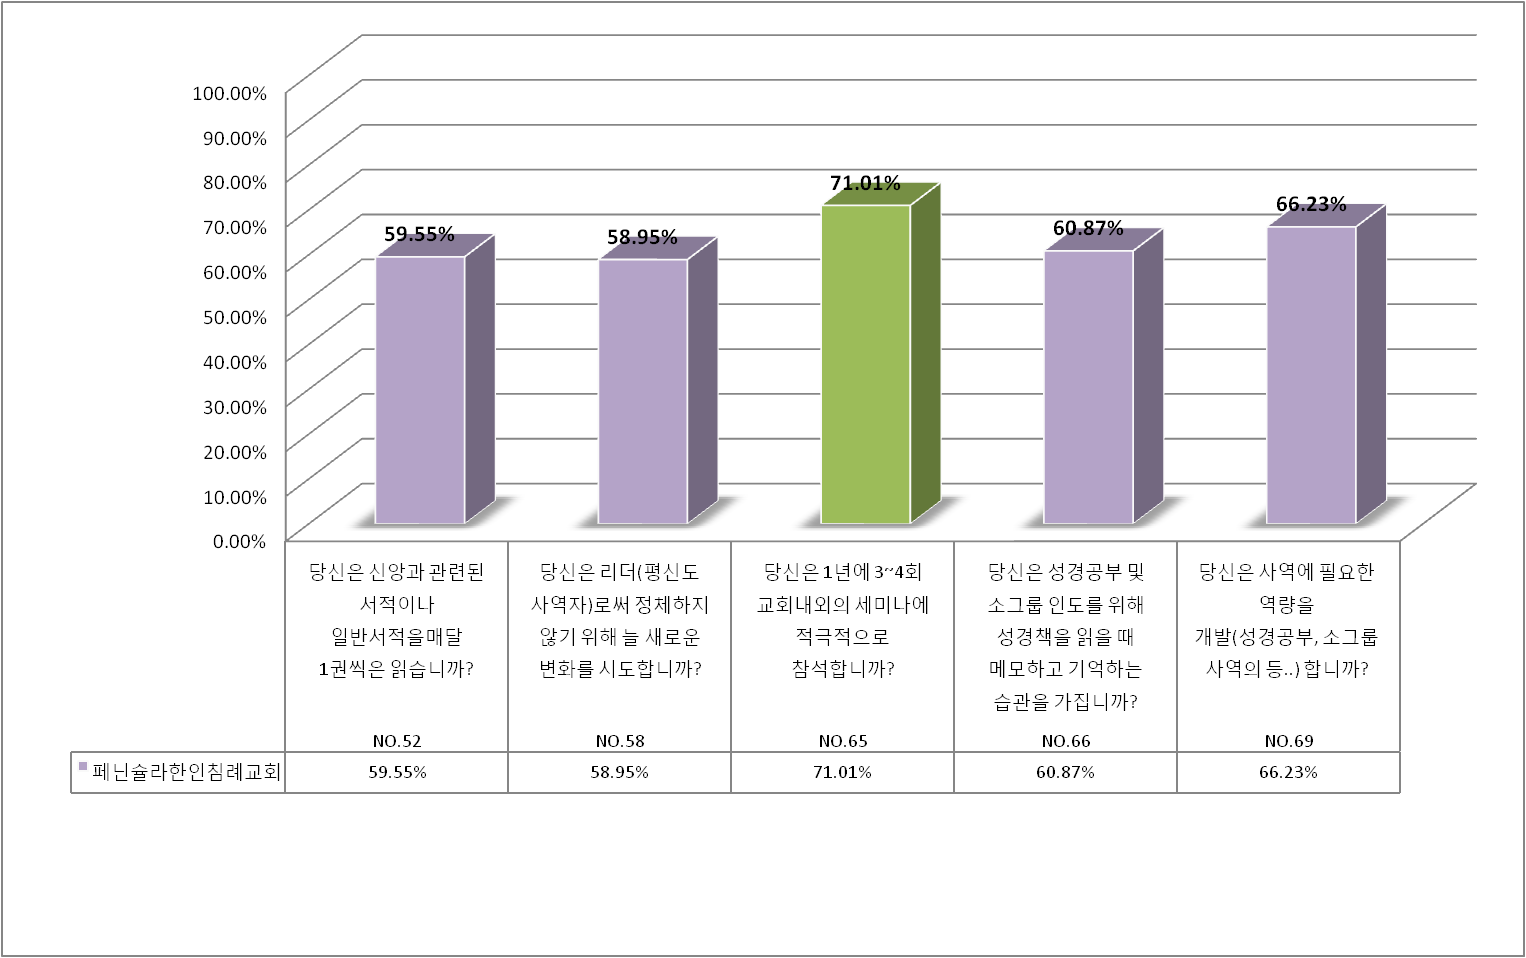 100.00%
90.00%
80.00%
70.00%
60.00%
50.00%
40.00%
30.00%
20.00%
10.00%
0.00%
59.55%
58.95%
71.01%
60.87%
66.23%
당신은 신앙과 관련된
서적이나
일반서적을매달
1권씩은 읽습니까?
NO.52
당신은 리더(평신도
사역자)로써 정체하지
않기 위해 늘 새로운
변화를 시도합니까?
NO.58
당신은 1년에 3~4회
교회내외의 세미나에
적극적으로
참석합니까?
NO.65
당신은 성경공부 및
소그룹 인도를 위해
성경책을 읽을 때
메모하고 기억하는
습관을 가집니까?
NO.66
당신은 사역에 필요한
역량을
개발(성경공부, 소그룹
사역의 등..) 합니까?
NO.69
페닌슐라한인침례교회
59.55%
58.95%
71.01%
60.87%
66.23%